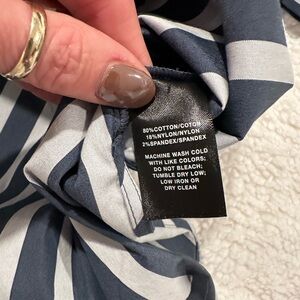 80%COTTON/COTON
18%NYLON/NYLON
2%SPANDEX/SPANDEX
MACHINE WASH COLD
WITH LIKE COLORS;
DO NOT BLEACH;
TUMBLE DRY LOW;
LOW IRON OR
DRY CLEAN